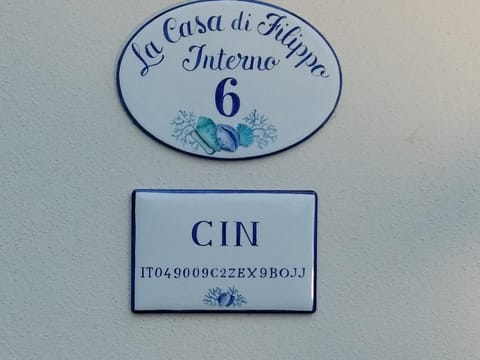 La Casa di Filippo
Interno
6
CIN
IT049009C2ZEX9BOJJ